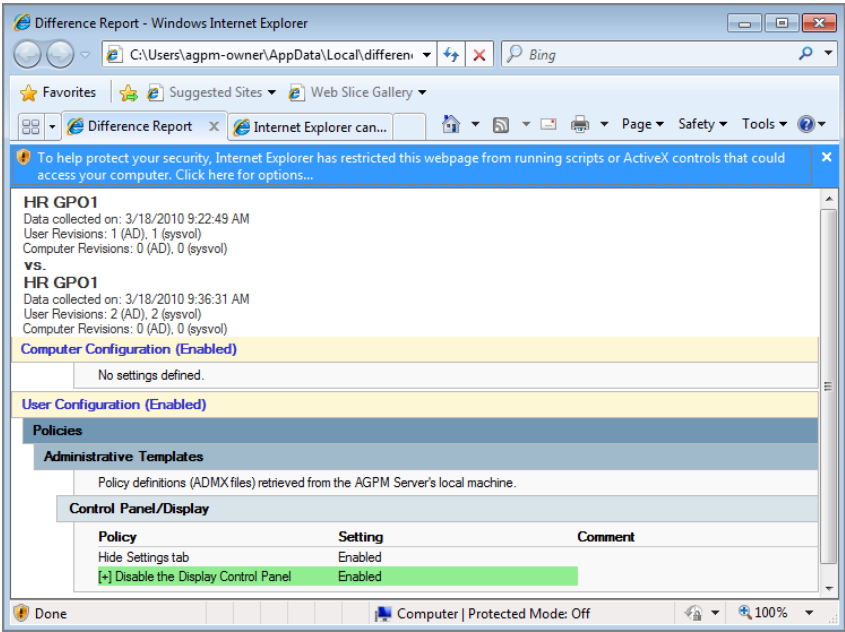 Difference Report - Windows Internet Explorer
C:\Users\agpm-owner\AppData\Local\differen
Bing
Favorites Suggested Sites Web Slice Gallery
Difference Report X Internet Explorer can... Page Safety Tools
To help protect your security, Internet Explorer has restricted this webpage from running scripts or ActiveX controls that could
access your computer. Click here for options...
HR GPO1
Data collected on: 3/18/2010 9:22:49 AM
User Revisions: 1 (AD), 1 (sysvol)
Computer Revisions: 0 (AD), 0 (sysvol)
vs.
HR GPO1
Data collected on: 3/18/2010 9:36:31 AM
User Revisions: 2 (AD), 2 (sysvol)
Computer Revisions: 0 (AD), 0 (sysvol)
Computer Configuration (Enabled)
No settings defined.
User Configuration (Enabled)
Policies
Administrative Templates
Policy definitions (ADMX files) retrieved from the AGPM Server's local machine.
Control Panel/Display
Policy Setting Comment
Hide Settings tab Enabled
[+] Disable the Display Control Panel Enabled
Done Computer | Protected Mode: Off 100%